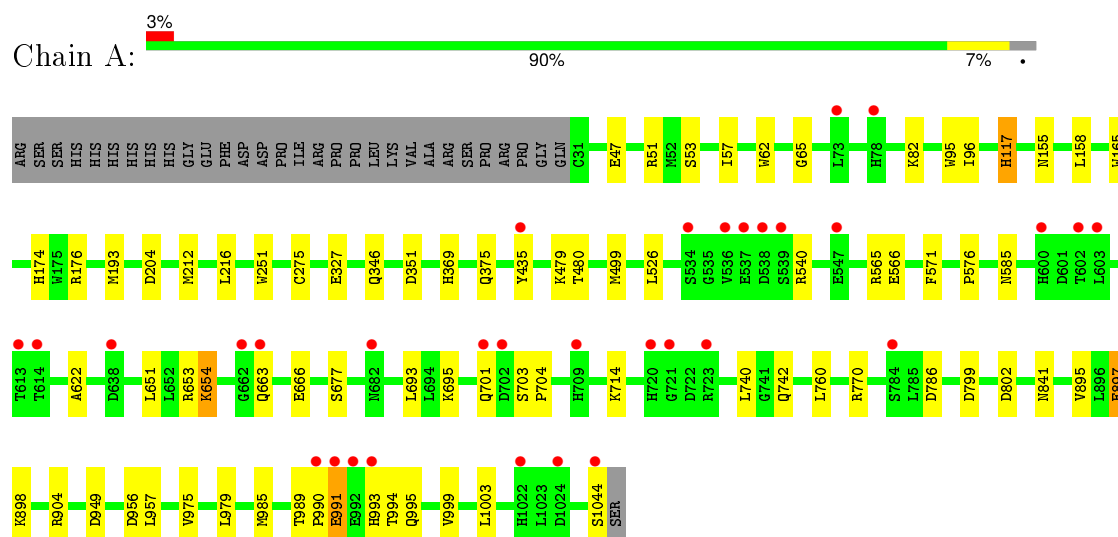 3%
Chain A:
90% 7%
ARG SER SER HIS HIS HIS HIS HIS HIS GLY GLU PHE ASP ASP PRO ILE ARG PRO PRO LEU LYS VAL ALA ARG SER PRO ARG PRO GLY GLN C31 E47 R51 M52 S53 I57 W62 G65 L73 H78 K82 W95 I96 H117 N155 L158 W165
H174 W175 R176 M193 D204 M212 L216 W251 C275 E327 Q346 D351 H369 Q375 Y435 K479 T480 M499 L526 S534 G535 V536 E537 D538 S539 R540 E547 R565 E566 F571 P576 N585 H600 D601 T602 L603
T613 T614 A622 D638 L651 L652 R653 K654 G662 Q663 E666 S677 N682 L693 L694 K695 Q701 D702 S703 P704 H709 K714 H720 G721 D722 R723 L740 G741 Q742 L760 R770 S784 L785 D786 D799 D802 N841 V895 L896
K898 R904 D949 D956 L957 V975 L979 M985 T989 P990 E991 E992 H993 T994 Q995 V999 L1003 H1022 L1023 D1024 S1044 SER